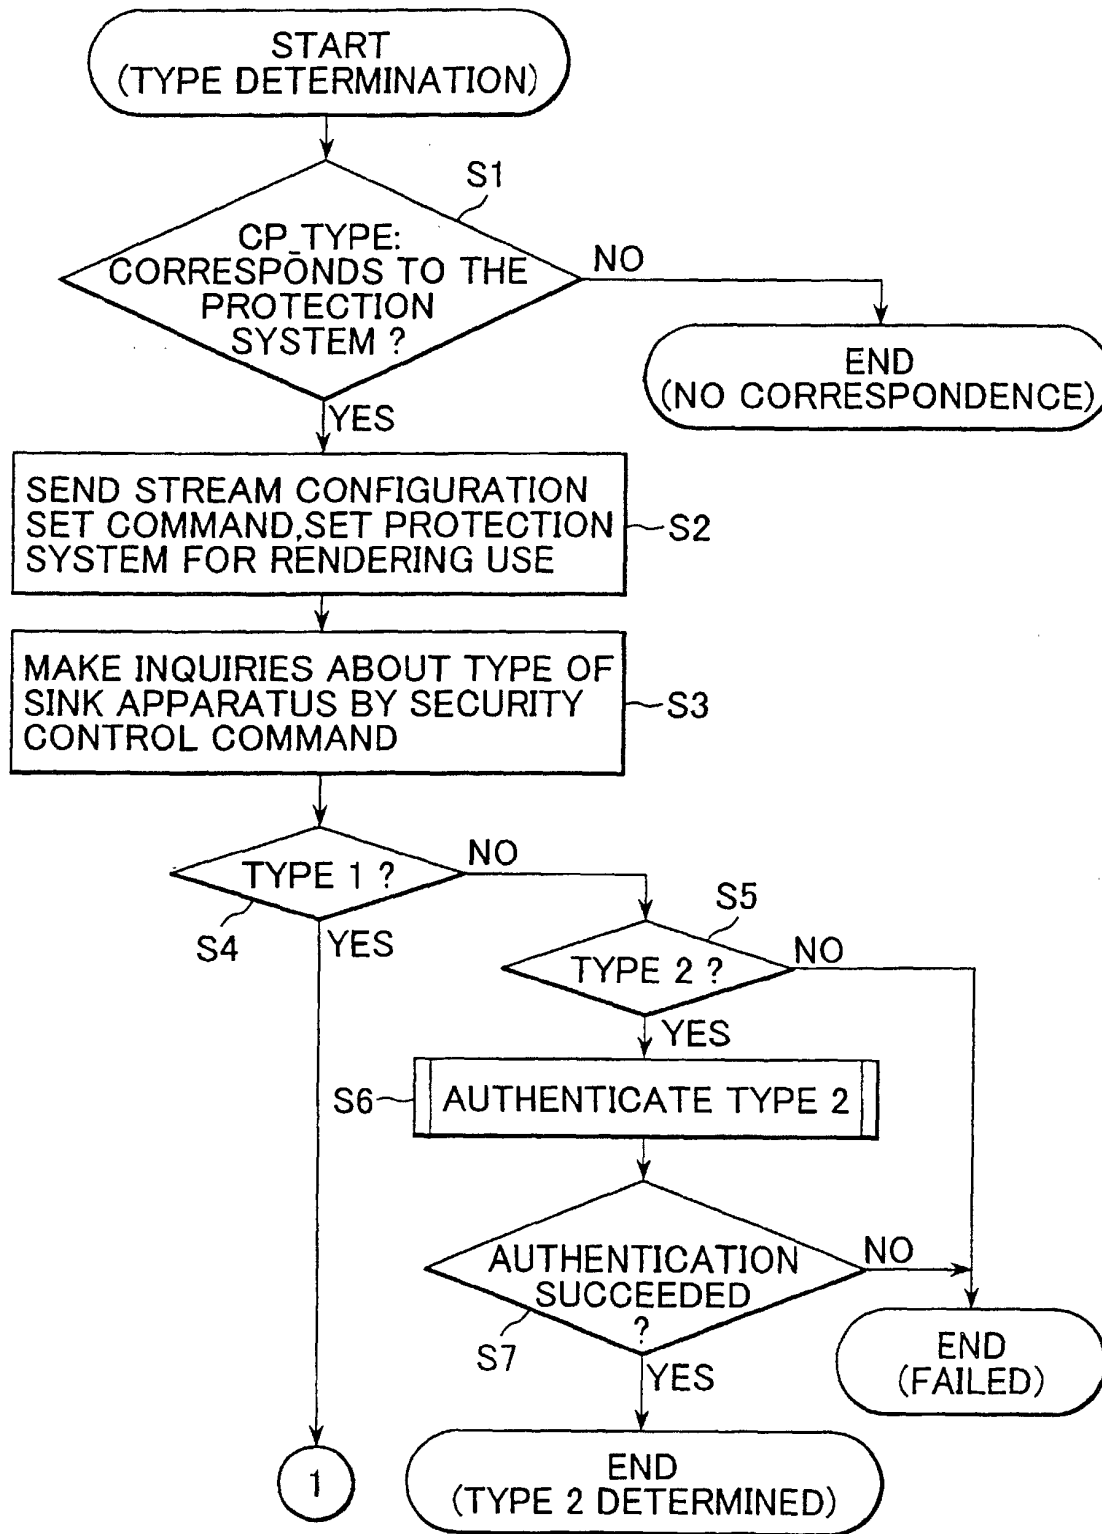 START
(TYPE DETERMINATION)
S1
CP_TYPE:
CORRESPONDS TO THE
PROTECTION
SYSTEM ?
NO
END
(NO CORRESPONDENCE)
YES
SEND STREAM CONFIGURATION
SET COMMAND,SET PROTECTION
SYSTEM FOR RENDERING USE
S2
MAKE INQUIRIES ABOUT TYPE OF
SINK APPARATUS BY SECURITY
CONTROL COMMAND
S3
TYPE 1 ?
NO
S4
YES
S5
TYPE 2 ?
NO
YES
S6
AUTHENTICATE TYPE 2
AUTHENTICATION
SUCCEEDED
?
NO
S7
YES
END
(FAILED)
1
END
(TYPE 2 DETERMINED)